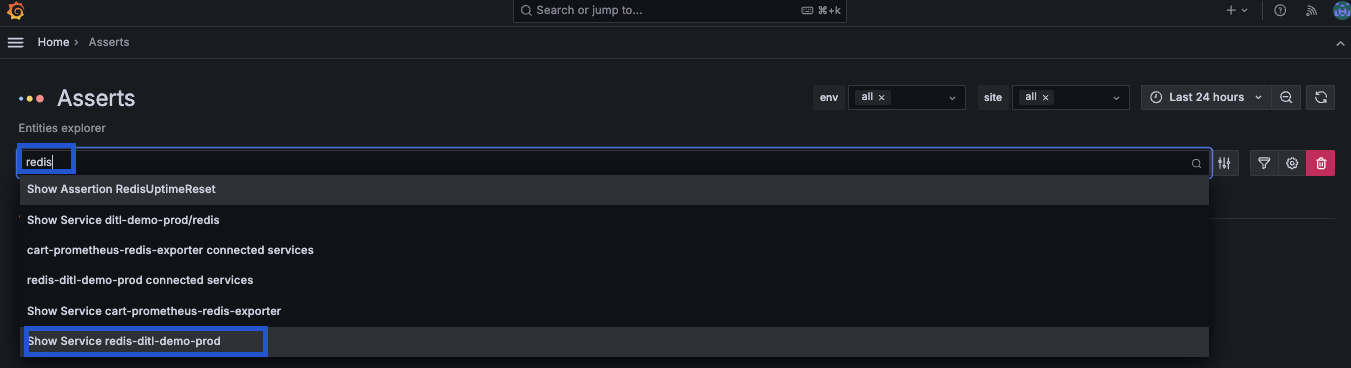 Search or jump to... ⌘+k
Home › Asserts
Asserts
env all × site all × Last 24 hours
Entities explorer
redis
Show Assertion RedisUptimeReset
Show Service ditl-demo-prod/redis
cart-prometheus-redis-exporter connected services
redis-ditl-demo-prod connected services
Show Service cart-prometheus-redis-exporter
Show Service redis-ditl-demo-prod